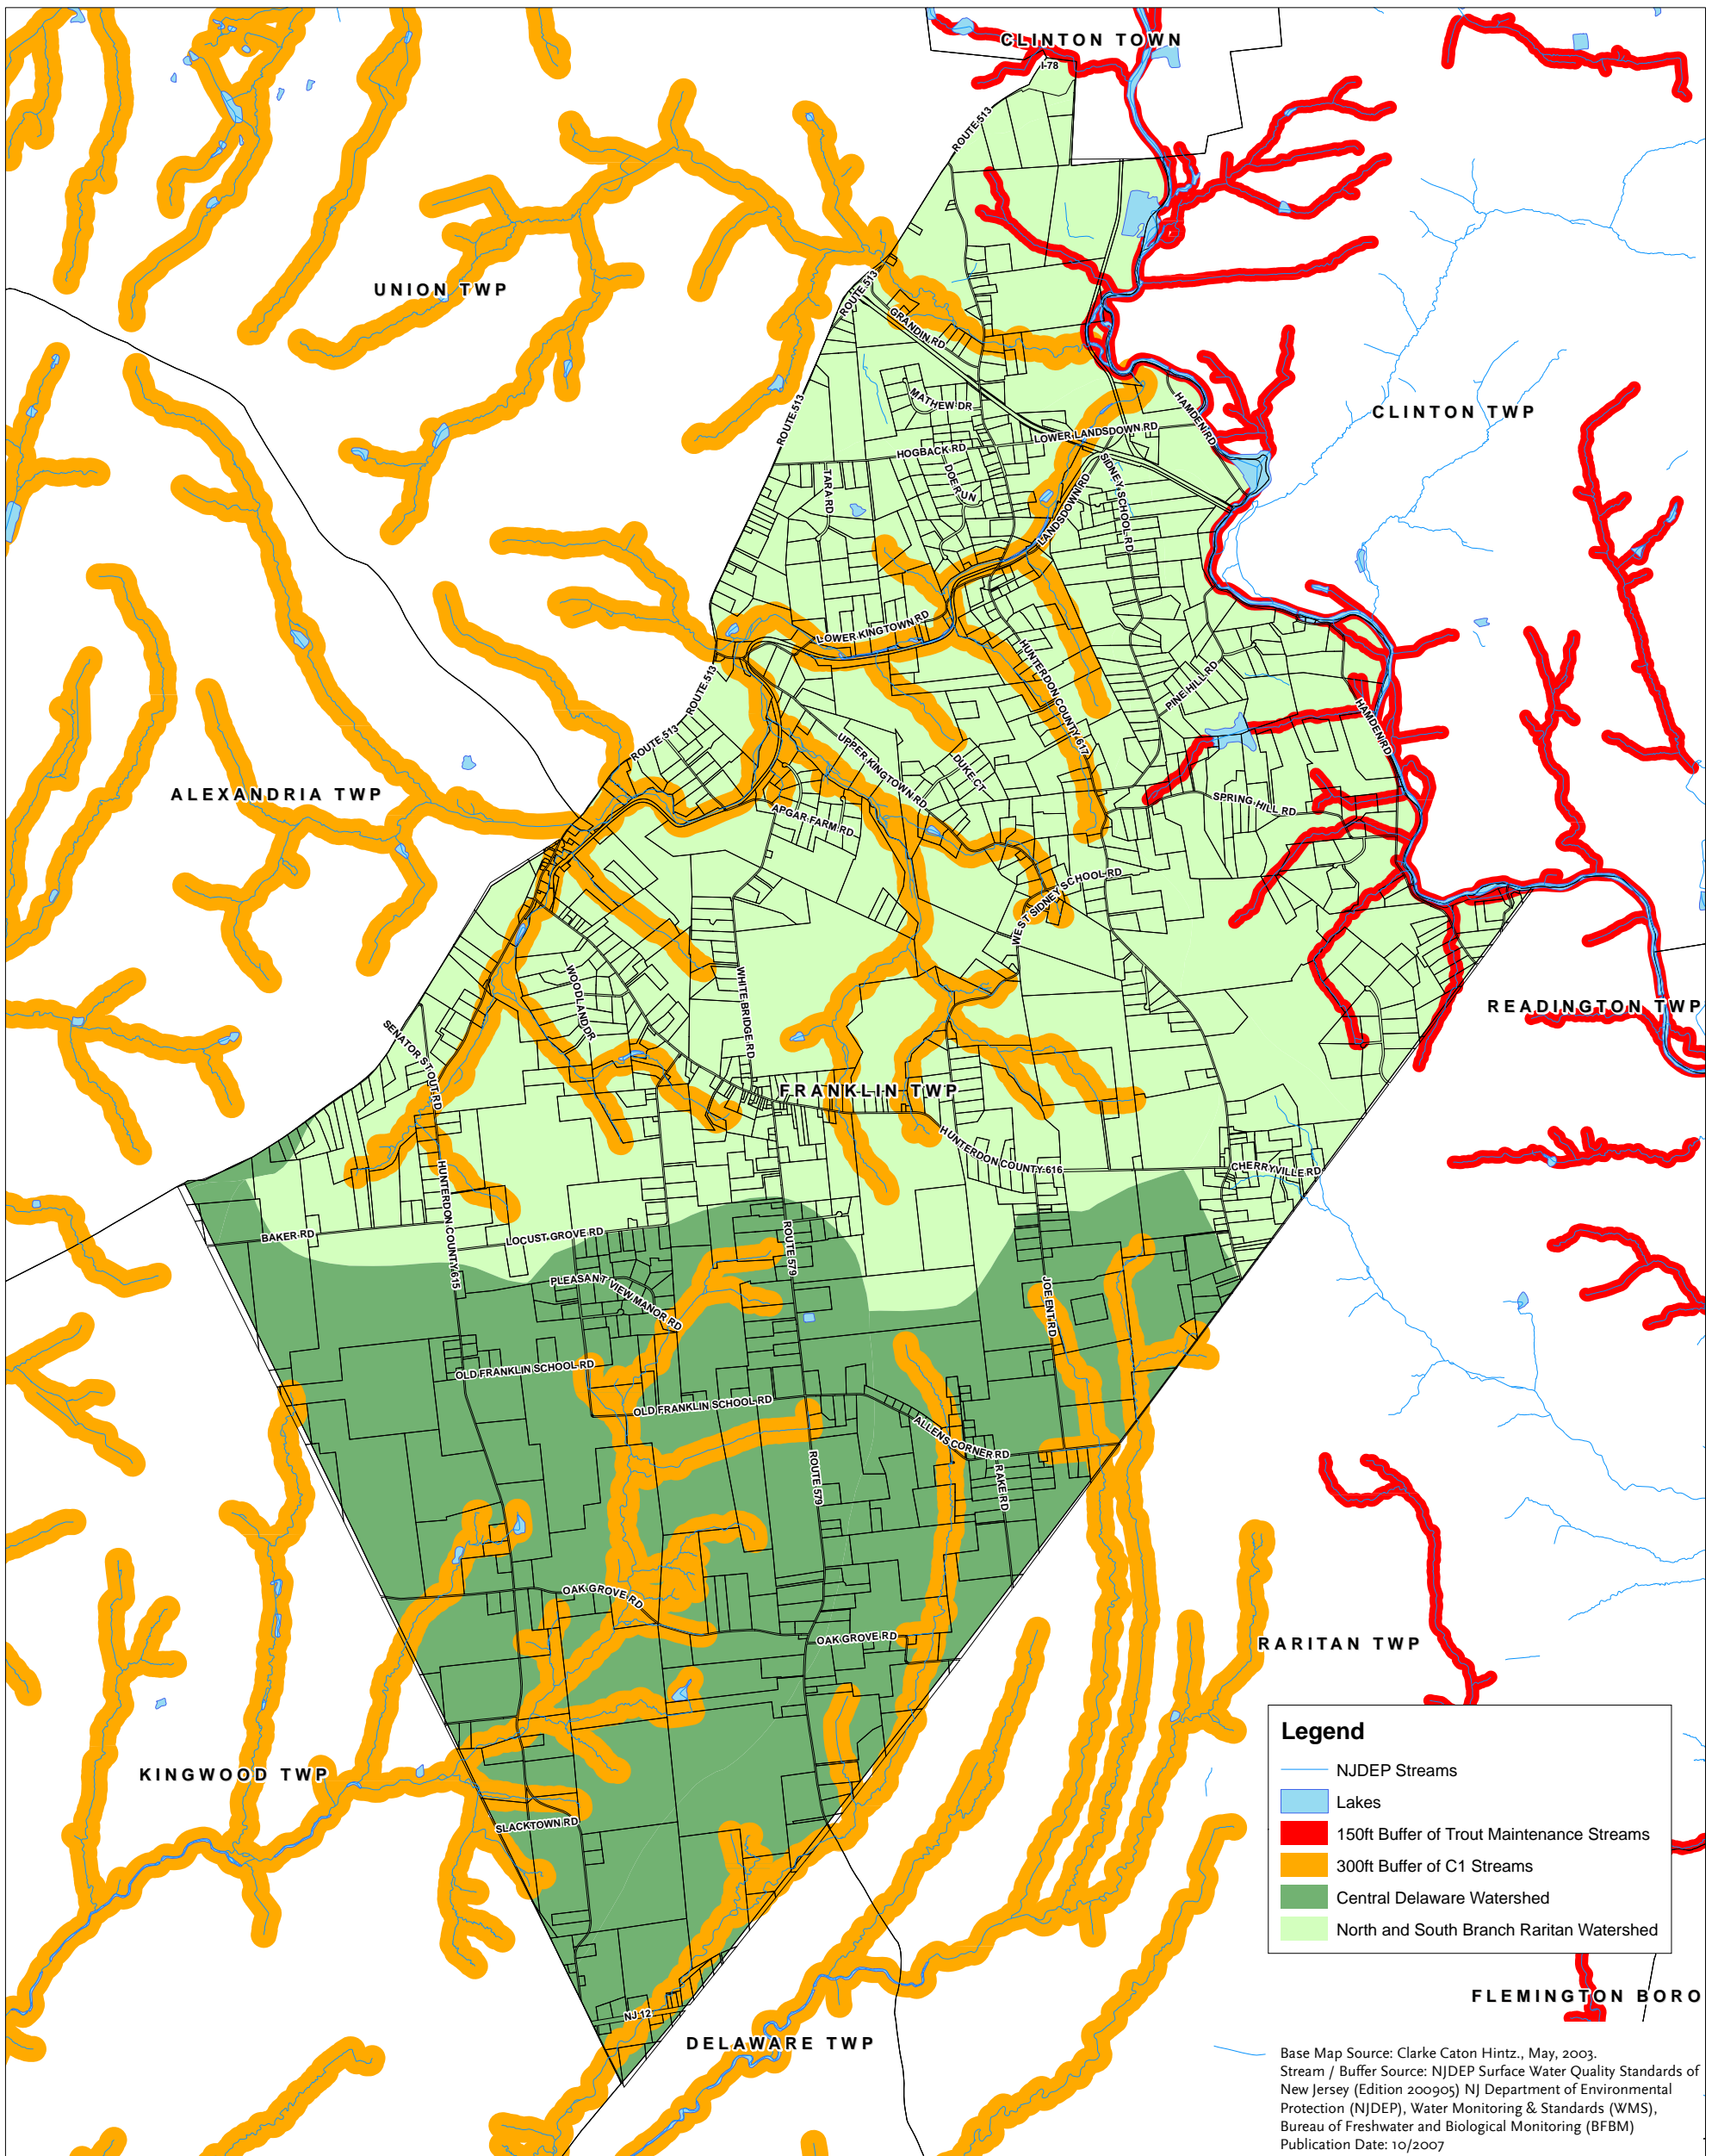 CLINTON TOWN
I-78
ROUTE 513
UNION TWP
ROUTE 513
GRANDIN RD
MATHEW DR
ROUTE 513
HAMDEN RD
CLINTON TWP
LOWER LANDSDOWN RD
HOGBACK RD
TARA RD
DOE RUN
LANDSDOWN RD
SIDNEY SCHOOL RD
LOWER KINGTOWN RD
HUNTERDON COUNTY 617
PINE HILL RD
ROUTE 513
ROUTE 513
HAMDEN RD
UPPER KINGTOWN RD
DUKE CT
ALEXANDRIA TWP
APGAR FARM RD
SPRING HILL RD
WEST SIDNEY SCHOOL RD
WOODLAND DR
WHITE BRIDGE RD
READINGTON TWP
SENATOR STOUT RD
FRANKLIN TWP
HUNTERDON COUNTY 616
CHERRYVILLE RD
HUNTERDON COUNTY 615
BAKER RD
LOCUST GROVE RD
ROUTE 579
PLEASANT VIEW MANOR RD
JOE ENT RD
OLD FRANKLIN SCHOOL RD
OLD FRANKLIN SCHOOL RD
ALLENS CORNER RD
ROUTE 579
RAKE RD
OAK GROVE RD
OAK GROVE RD
RARITAN TWP
KINGWOOD TWP
SLACKTOWN RD
NJ 12
DELAWARE TWP
FLEMINGTON BORO
Legend
NJDEP Streams
Lakes
150ft Buffer of Trout Maintenance Streams
300ft Buffer of C1 Streams
Central Delaware Watershed
North and South Branch Raritan Watershed
Base Map Source: Clarke Caton Hintz., May, 2003.
Stream / Buffer Source: NJDEP Surface Water Quality Standards of
New Jersey (Edition 200905) NJ Department of Environmental
Protection (NJDEP), Water Monitoring & Standards (WMS),
Bureau of Freshwater and Biological Monitoring (BFBM)
Publication Date: 10/2007